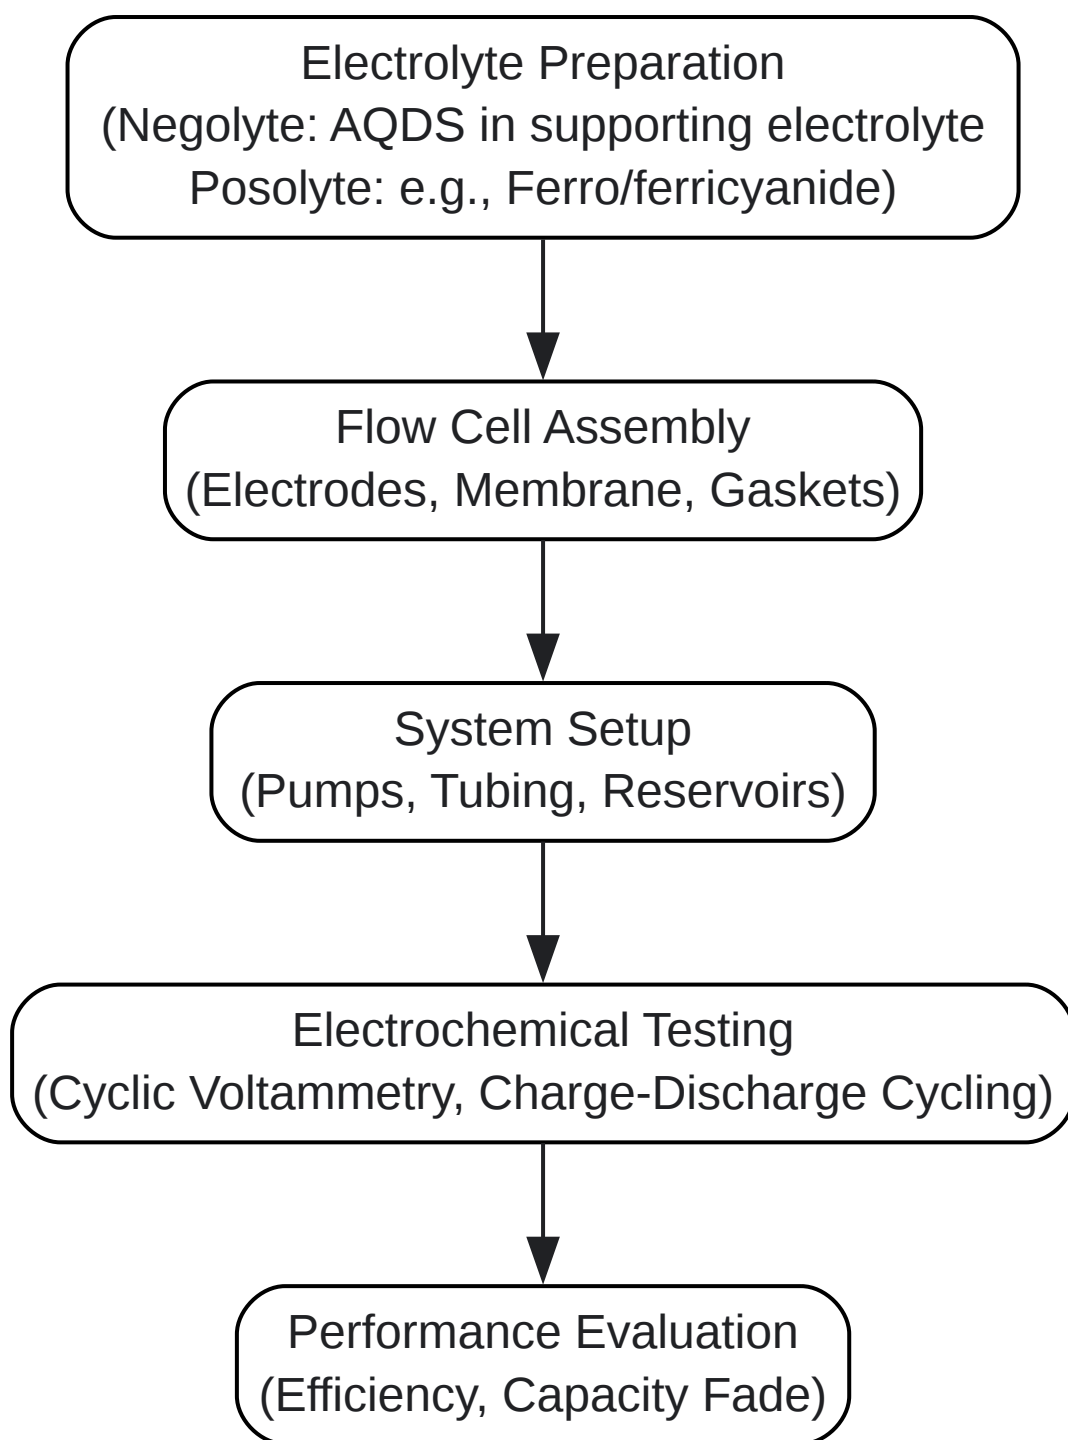 Electrolyte Preparation
(Negolyte: AQDS in supporting electrolyte
Posolyte: e.g., Ferro/ferricyanide)
Flow Cell Assembly
(Electrodes, Membrane, Gaskets)
System Setup
(Pumps, Tubing, Reservoirs)
Electrochemical Testing
(Cyclic Voltammetry, Charge-Discharge Cycling)
Performance Evaluation
(Efficiency, Capacity Fade)